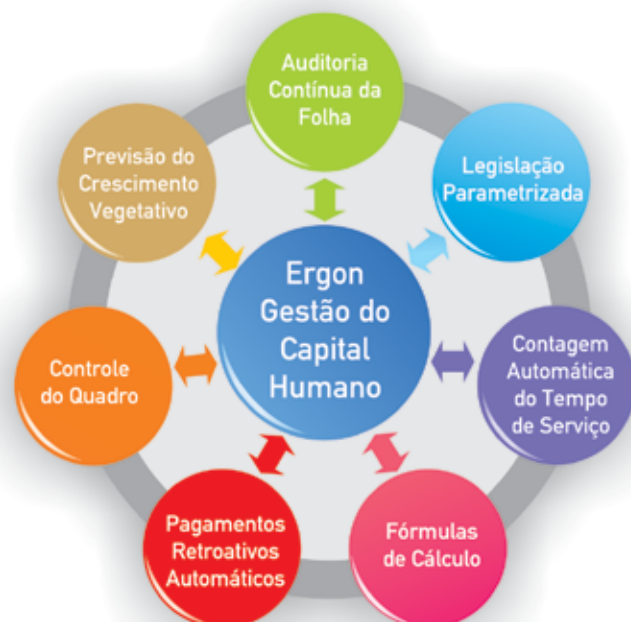 Auditoria
Contínua da
Folha
Previsão do
Crescimento
Vegetativo
Legislação
Parametrizada
Ergon
Gestão do
Capital
Humano
Controle
do Quadro
Contagem
Automática
do Tempo
de Serviço
Pagamentos
Retroativos
Automáticos
Fórmulas
de Cálculo